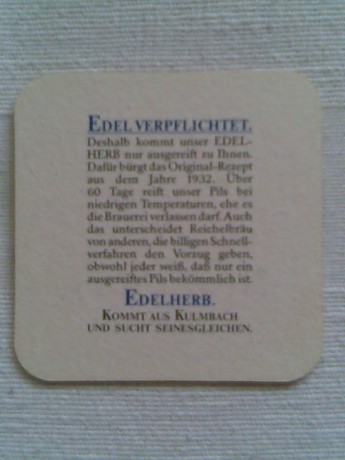 EDEL VERPFLICHTET.
Deshalb kommt unser EDEL-
HERB nur ausgereift zu Ihnen.
Dafür bürgt das Original-Rezept
aus dem Jahre 1932. Über
60 Tage reift unser Pils bei
niedrigen Temperaturen, ehe es
die Brauerei verlassen darf. Auch
das unterscheidet Reichelbräu
von anderen, die billigen Schnell-
verfahren den Vorzug geben,
obwohl jeder weiß, daß nur ein
ausgereiftes Pils bekömmlich ist.
EDELHERB.
KOMMT AUS KULMBACH
UND SUCHT SEINESGLEICHEN.